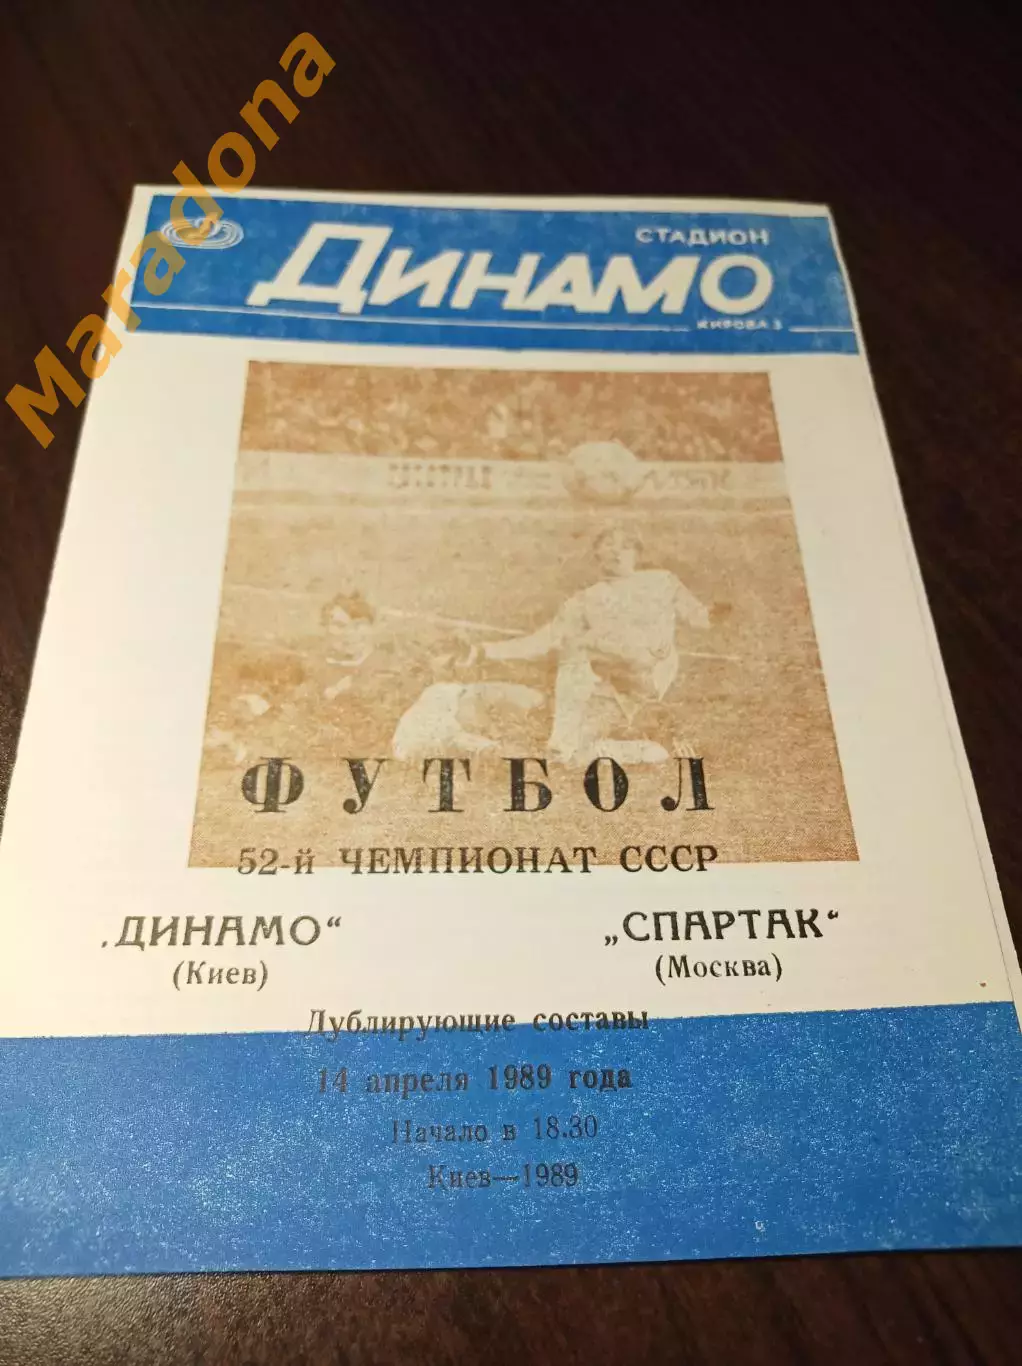 Maradona
СТАДИОН
ДИНАМО
КИРОВА 3
ФУТБОЛ
52-й ЧЕМПИОНАТ СССР
„ДИНАМО“ „СПАРТАК“
(Киев) (Москва)
Дублирующие составы
14 апреля 1989 года
Начало в 18.30
Киев—1989